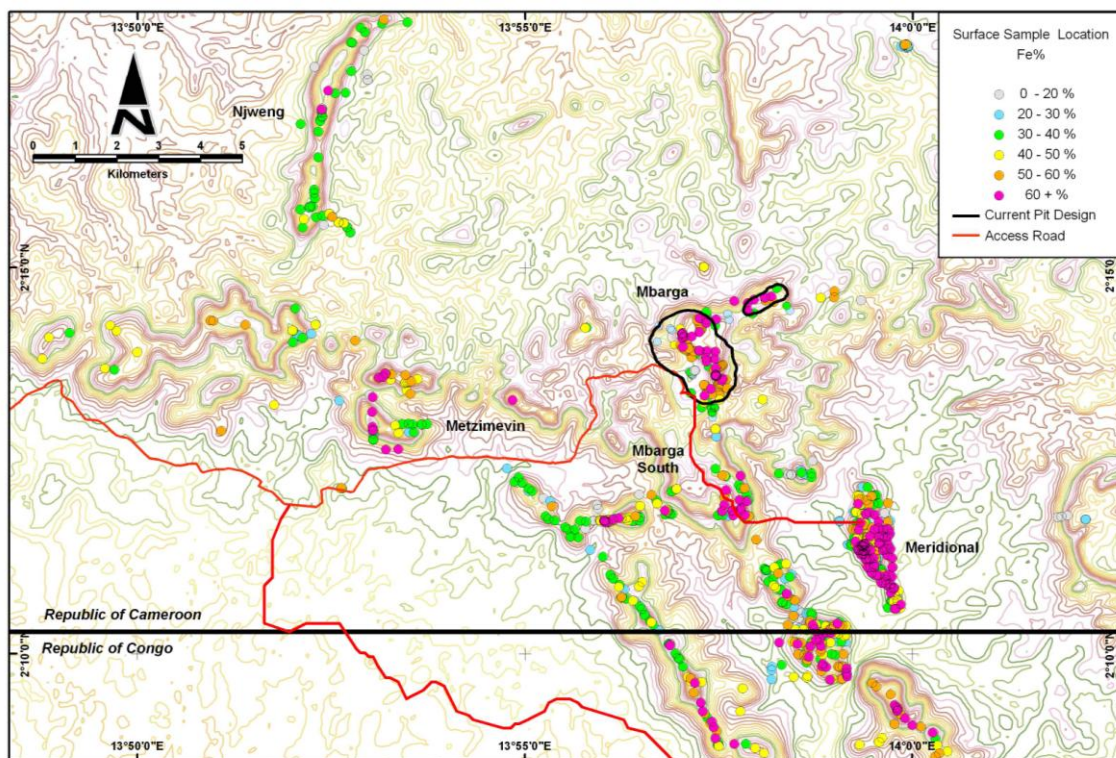 13°50'0"E
13°55'0"E
14°0'0"E
Surface Sample Location
Fe%
0 - 20 %
20 - 30 %
30 - 40 %
40 - 50 %
50 - 60 %
60 + %
Current Pit Design
Access Road
N
0 1 2 3 4 5
Kilometers
Njweng
2°15'0"N
2°15'0"N
Mbarga
Metzimevin
Mbarga
South
Meridional
Republic of Cameroon
Republic of Congo
2°10'0"N
2°10'0"N
13°50'0"E
13°55'0"E
14°0'0"E